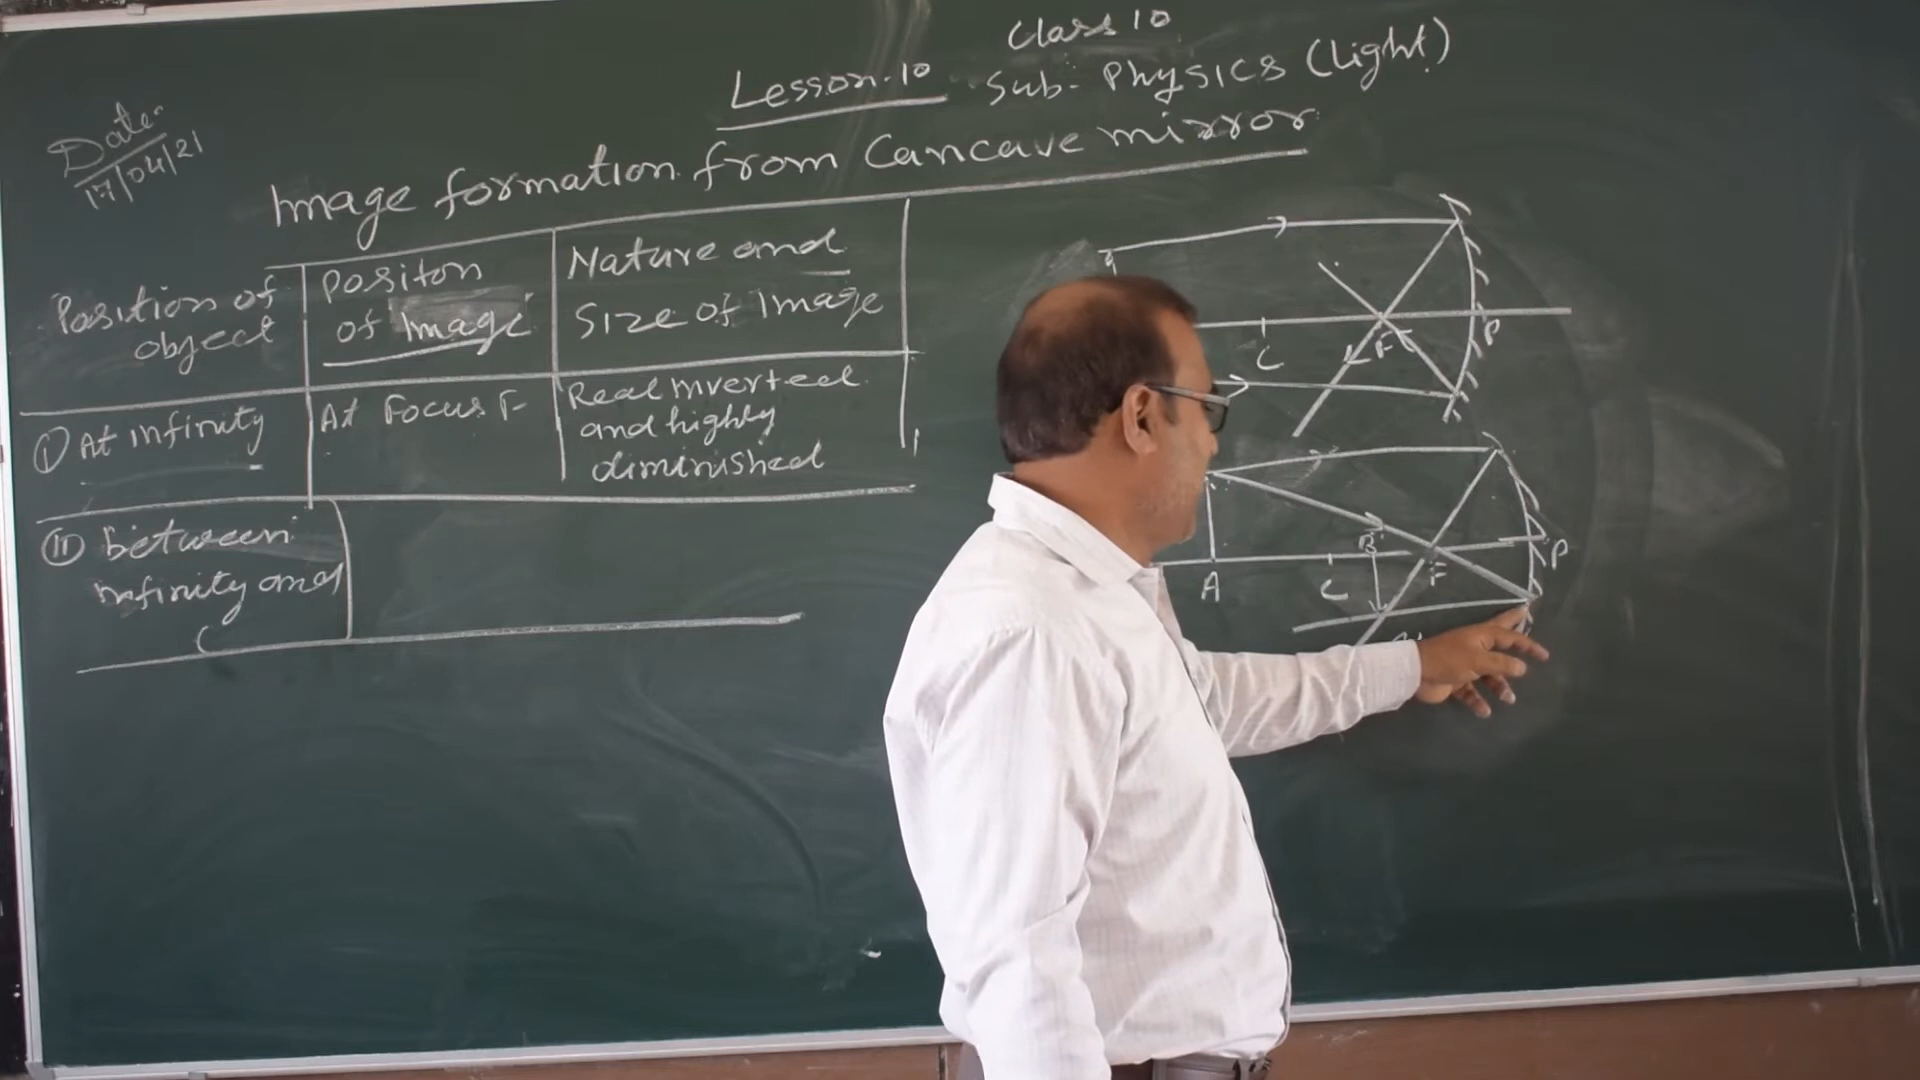 Class 10
Lesson-10 Sub- Physics (Light)
Date-
17/04/21
Image formation from Cancave mirror
Position of
object
Positon
of Image
Nature and
Size of Image
(I) At infinity
At Focus F
Real inverted
and highly
diminished
(II) between
infinity and
C
C F P
A C B F P